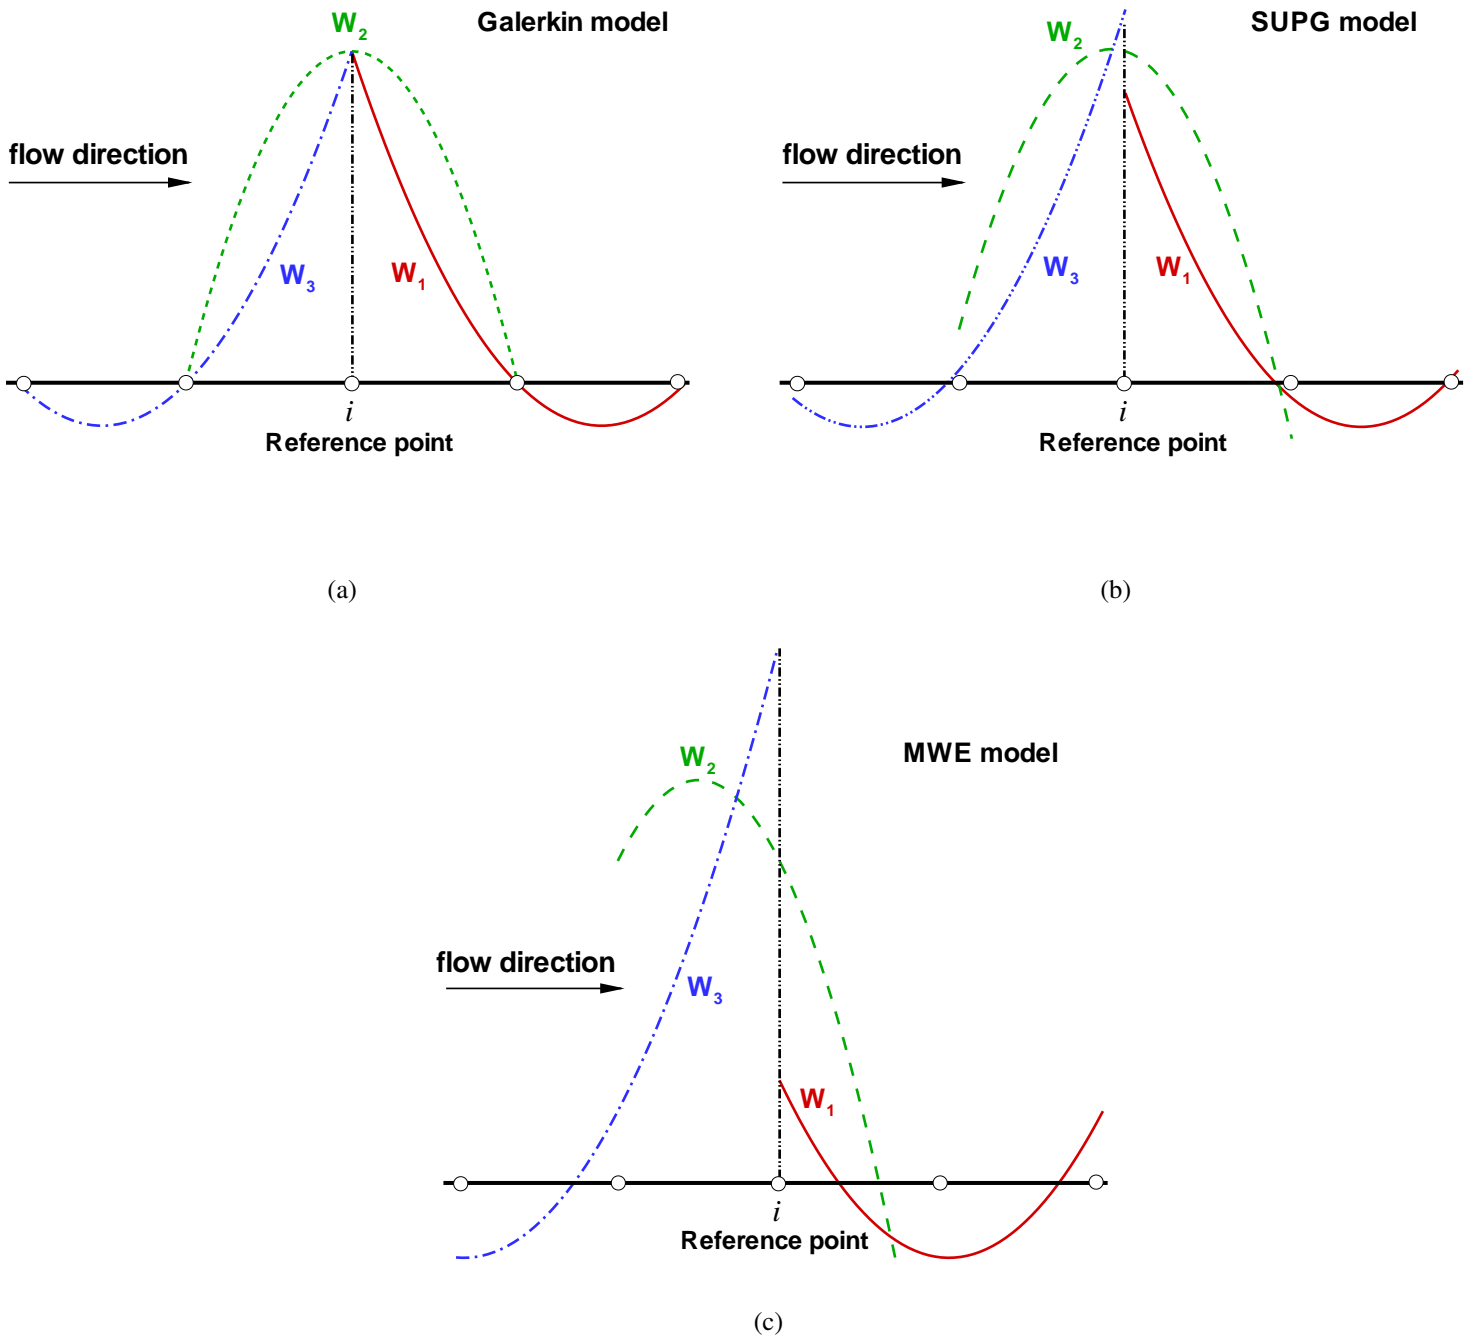 W2
Galerkin model
flow direction
W3
W1
i
Reference point
(a)
SUPG model
W2
flow direction
W3
W1
i
Reference point
(b)
MWE model
W2
flow direction
W3
W1
i
Reference point
(c)